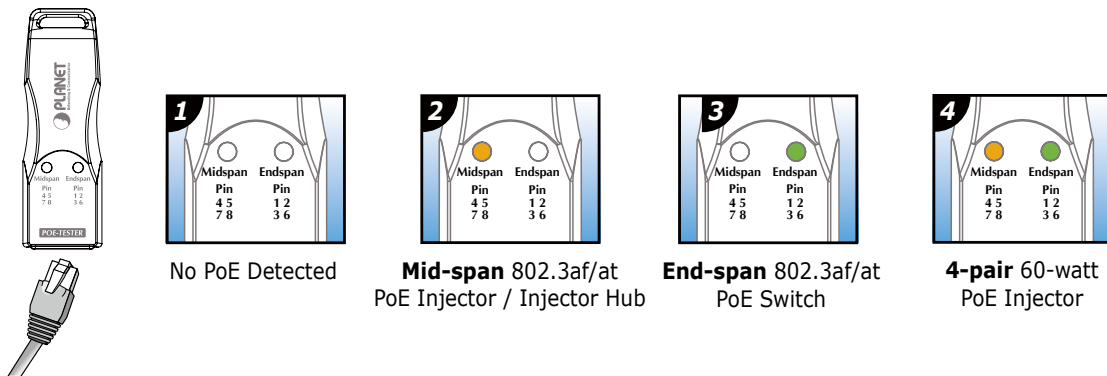 PLANET
Midspan Endspan
Pin Pin
4 5 1 2
7 8 3 6
POE-TESTER
1
Midspan Endspan
Pin Pin
4 5 1 2
7 8 3 6
No PoE Detected
2
Midspan Endspan
Pin Pin
4 5 1 2
7 8 3 6
Mid-span 802.3af/at
PoE Injector / Injector Hub
3
Midspan Endspan
Pin Pin
4 5 1 2
7 8 3 6
End-span 802.3af/at
PoE Switch
4
Midspan Endspan
Pin Pin
4 5 1 2
7 8 3 6
4-pair 60-watt
PoE Injector